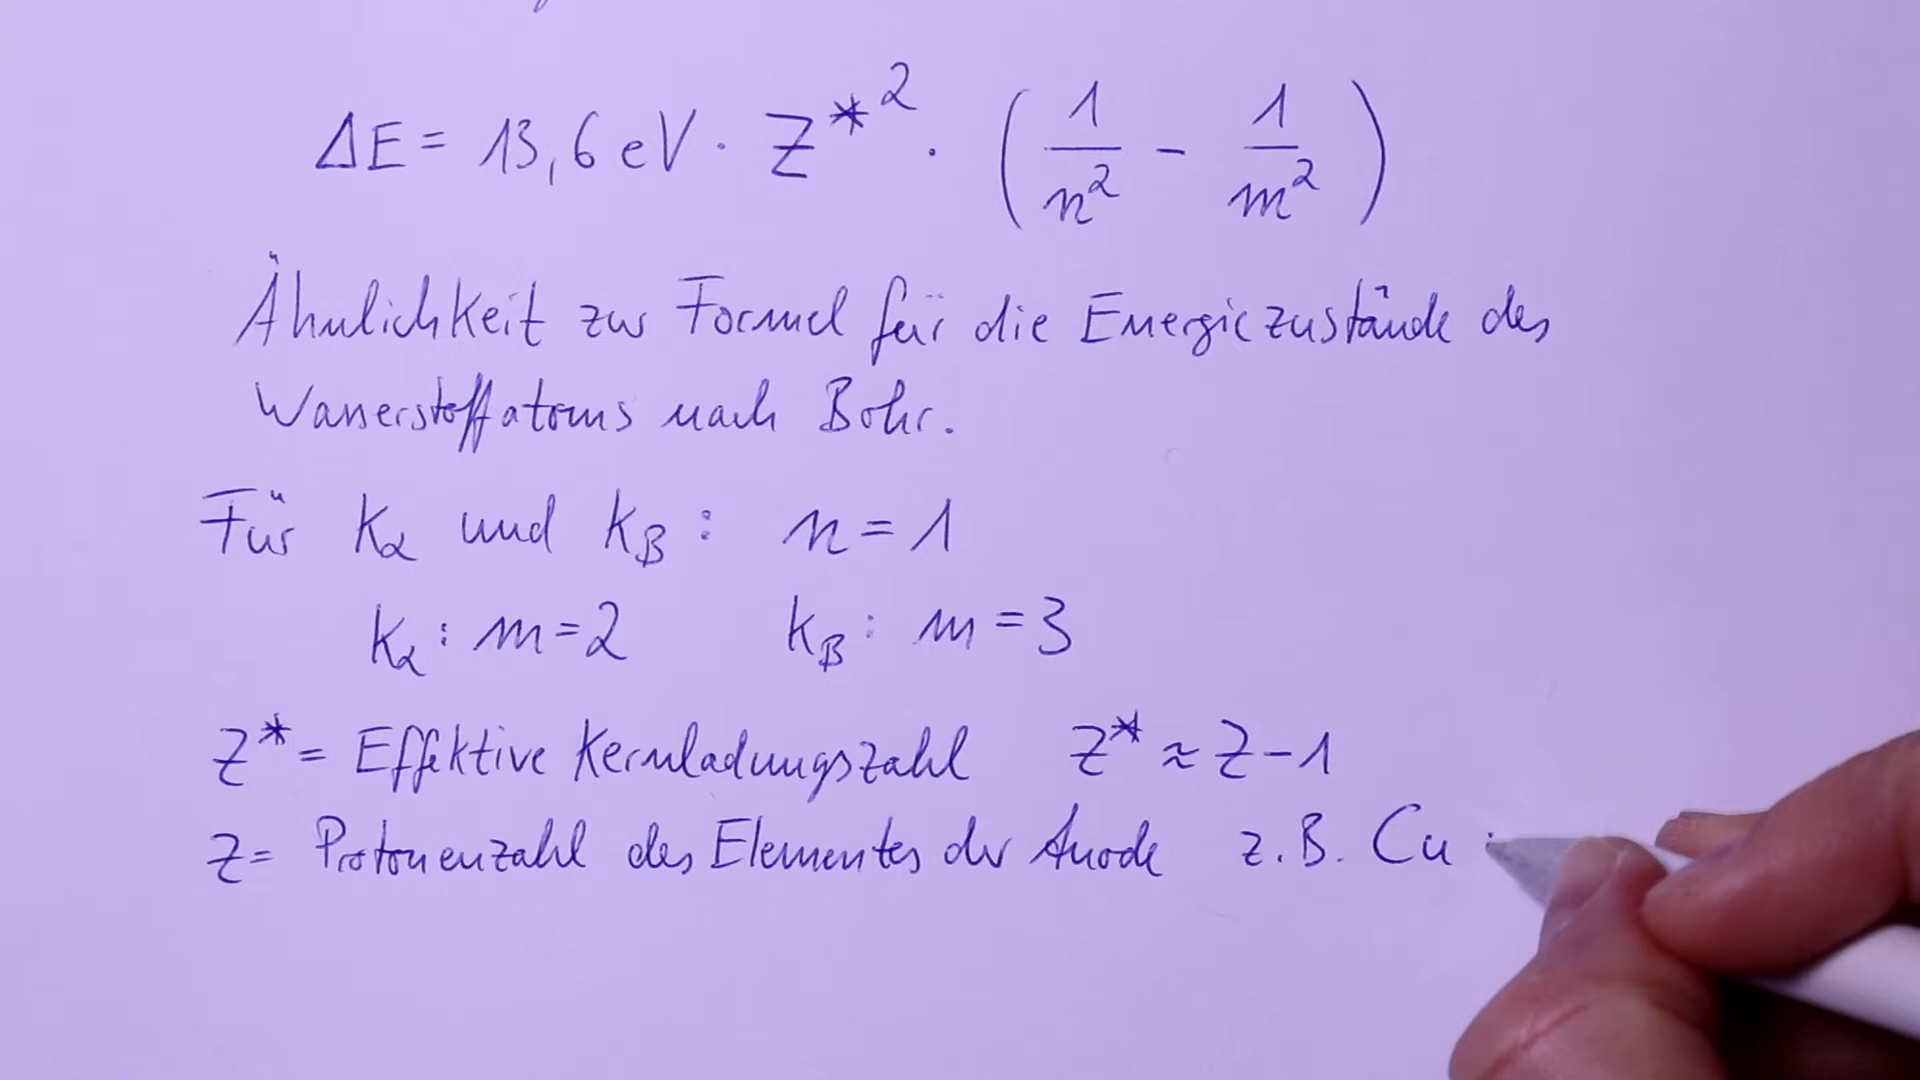 ΔE = 13,6 eV · Z*² · (1/n² - 1/m²)
Ähnlichkeit zur Formel für die Energiezustände des
Wasserstoffatoms nach Bohr.
Für Kα und Kβ : n = 1
Kα : m = 2 Kβ : m = 3
Z* = Effektive Kernladungszahl Z* ≈ Z - 1
Z = Protonenzahl des Elementes der Anode z.B. Cu :